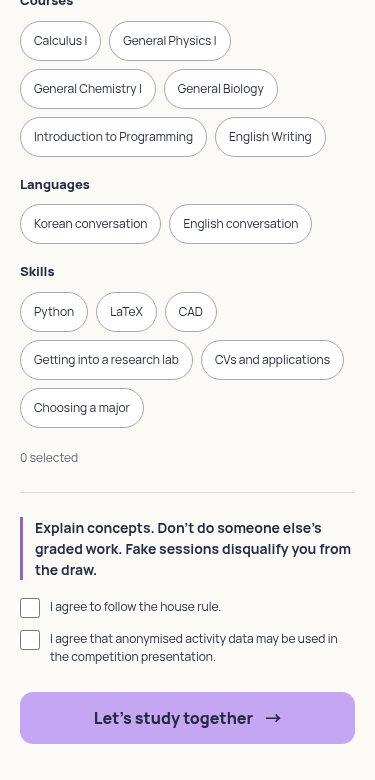 Courses
Calculus I
General Physics I
General Chemistry I
General Biology
Introduction to Programming
English Writing
Languages
Korean conversation
English conversation
Skills
Python
LaTeX
CAD
Getting into a research lab
CVs and applications
Choosing a major
0 selected
Explain concepts. Don't do someone else's
graded work. Fake sessions disqualify you from
the draw.
I agree to follow the house rule.
I agree that anonymised activity data may be used in
the competition presentation.
Let's study together →